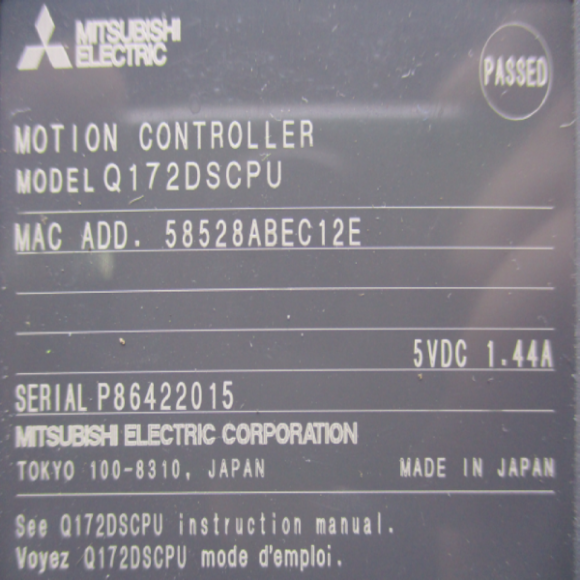 MITSUBISHI
ELECTRIC
PASSED
MOTION CONTROLLER
MODEL Q172DSCPU
MAC ADD. 58528ABEC12E
5VDC 1.44A
SERIAL P86422015
MITSUBISHI ELECTRIC CORPORATION
TOKYO 100-8310, JAPAN MADE IN JAPAN
See Q172DSCPU instruction manual.
Voyez Q172DSCPU mode d'emploi.